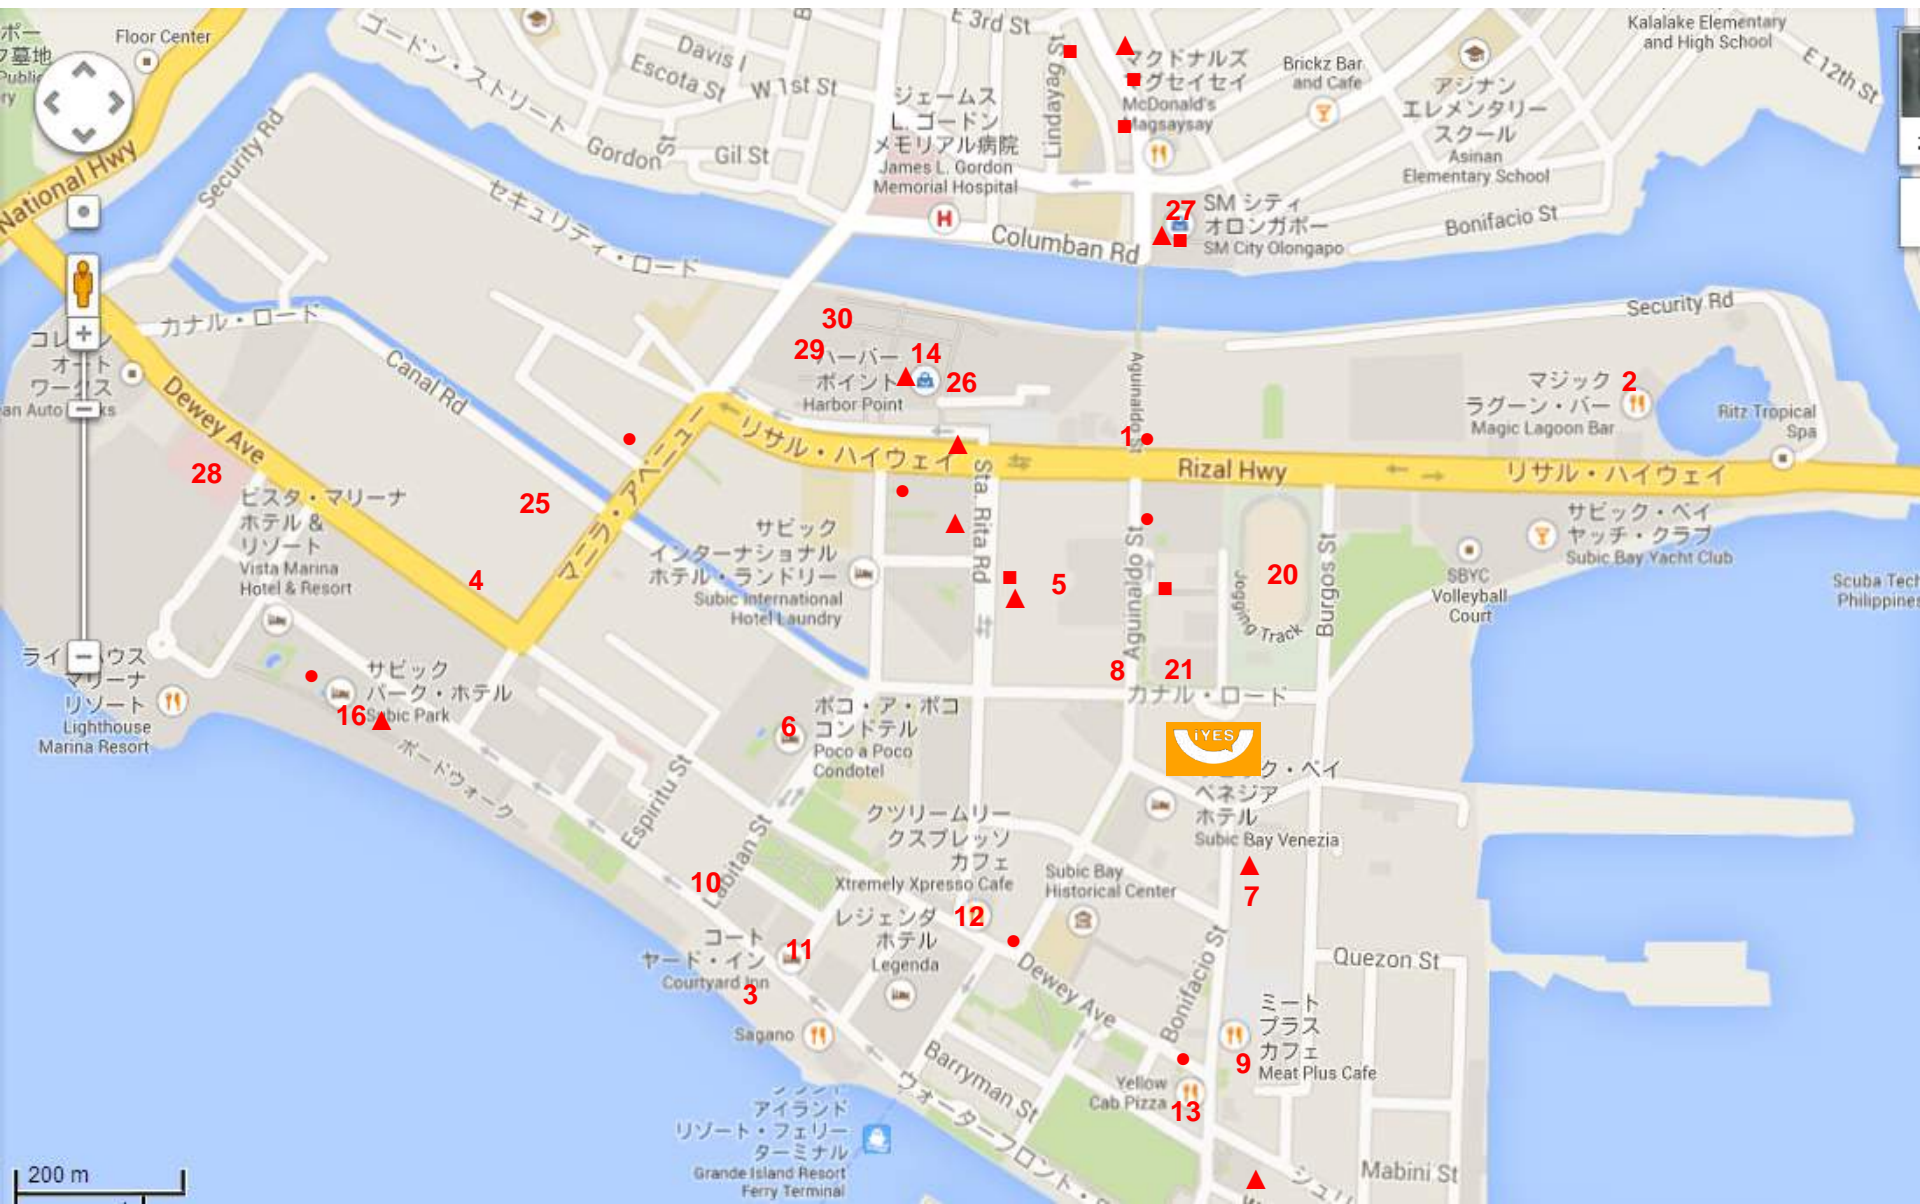 ポー
ク墓地
Public
ry
Floor Center
ゴードン・ストリート
Davis I
Escota St
W 1st St
Gordon St
Gil St
B
E 3rd St
Lindayag St
マクドナルズ
マグセイセイ
McDonald's
Magsaysay
Brickz Bar
and Cafe
アジナン
エレメンタリー
スクール
Asinan
Elementary School
Kalalake Elementary
and High School
E 12th St
ジェームス
L. ゴードン
メモリアル病院
James L. Gordon
Memorial Hospital
H
National Hwy
Security Rd
セキュリティ・ロード
Columban Rd
27
SM シティ
オロンガポー
SM City Olongapo
Bonifacio St
Security Rd
カナル・ロード
Canal Rd
オート
ワークス
an Auto
ks
Dewey Ave
30
29
ハーバー
ポイント
Harbor Point
14
26
Aguinaldo St
1
マジック
ラグーン・バー
Magic Lagoon Bar
2
Ritz Tropical
Spa
マニラ・アベニュー
リサル・ハイウェイ
Rizal Hwy
リサル・ハイウェイ
28
25
4
ビスタ・マリーナ
ホテル &
リゾート
Vista Marina
Hotel & Resort
サビック
インターナショナル
ホテル・ランドリー
Subic International
Hotel Laundry
Sta. Rita Rd
5
Aguinaldo St
8
21
Jogging Track
20
Burgos St
サビック・ベイ
ヤッチ・クラブ
Subic Bay Yacht Club
SBYC
Volleyball
Court
Scuba Tech
Philippines
ライ
ウス
マリーナ
リゾート
Lighthouse
Marina Resort
サビック
パーク・ホテル
Subic Park
16
ボードウォーク
カナル・ロード
iYES
6
ポコ・ア・ポコ
コンドテル
Poco a Poco
Condotel
ク・ベイ
ベネジア
ホテル
Subic Bay Venezia
7
Espiritu St
Labitan St
10
クツリームリー
クスプレッソ
カフェ
Xtremely Xpresso Cafe
12
Subic Bay
Historical Center
レジェンダ
ホテル
Legenda
コート
ヤード・イン
Courtyard Inn
11
3
Sagano
Dewey Ave
Bonifacio St
Quezon St
ミート
プラス
カフェ
Meat Plus Cafe
9
Yellow
Cab Pizza
13
Barryman St
ウォーターフロント・
アイランド
リゾート・フェリー
ターミナル
Grande Island Resort
Ferry Terminal
Mabini St
200 m